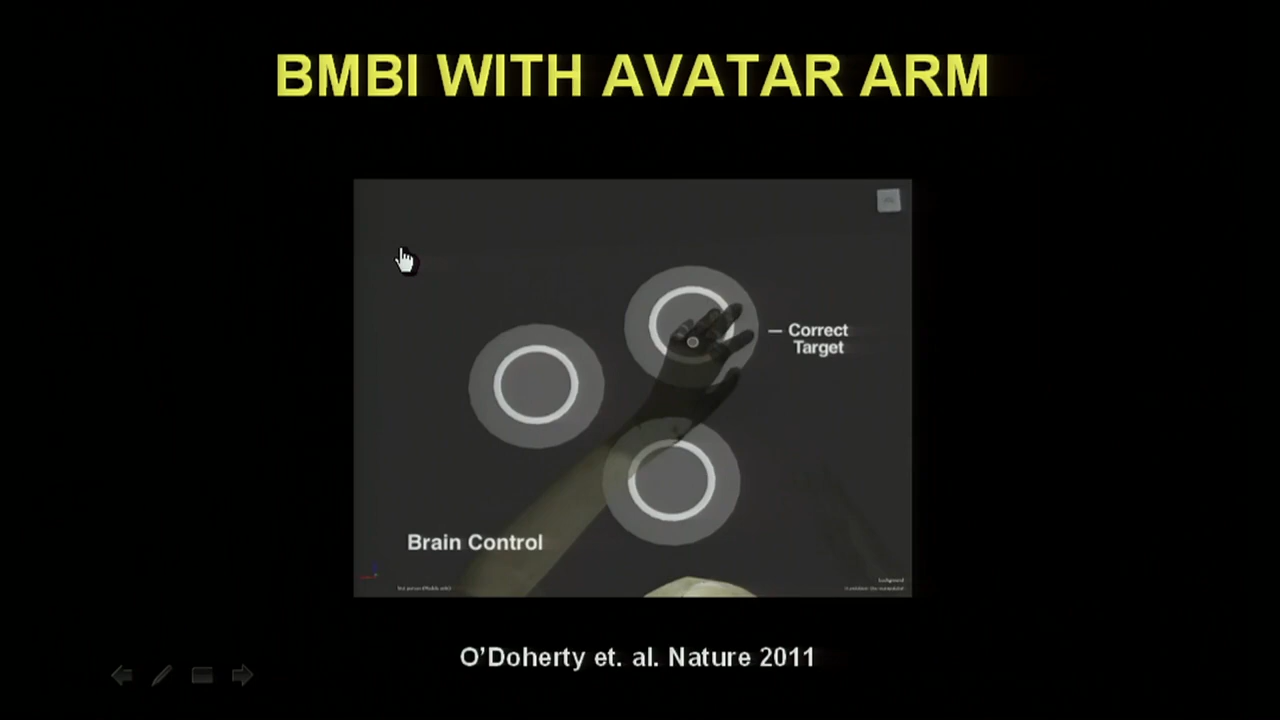 BMBI WITH AVATAR ARM
— Correct
Target
Brain Control
O'Doherty et. al. Nature 2011